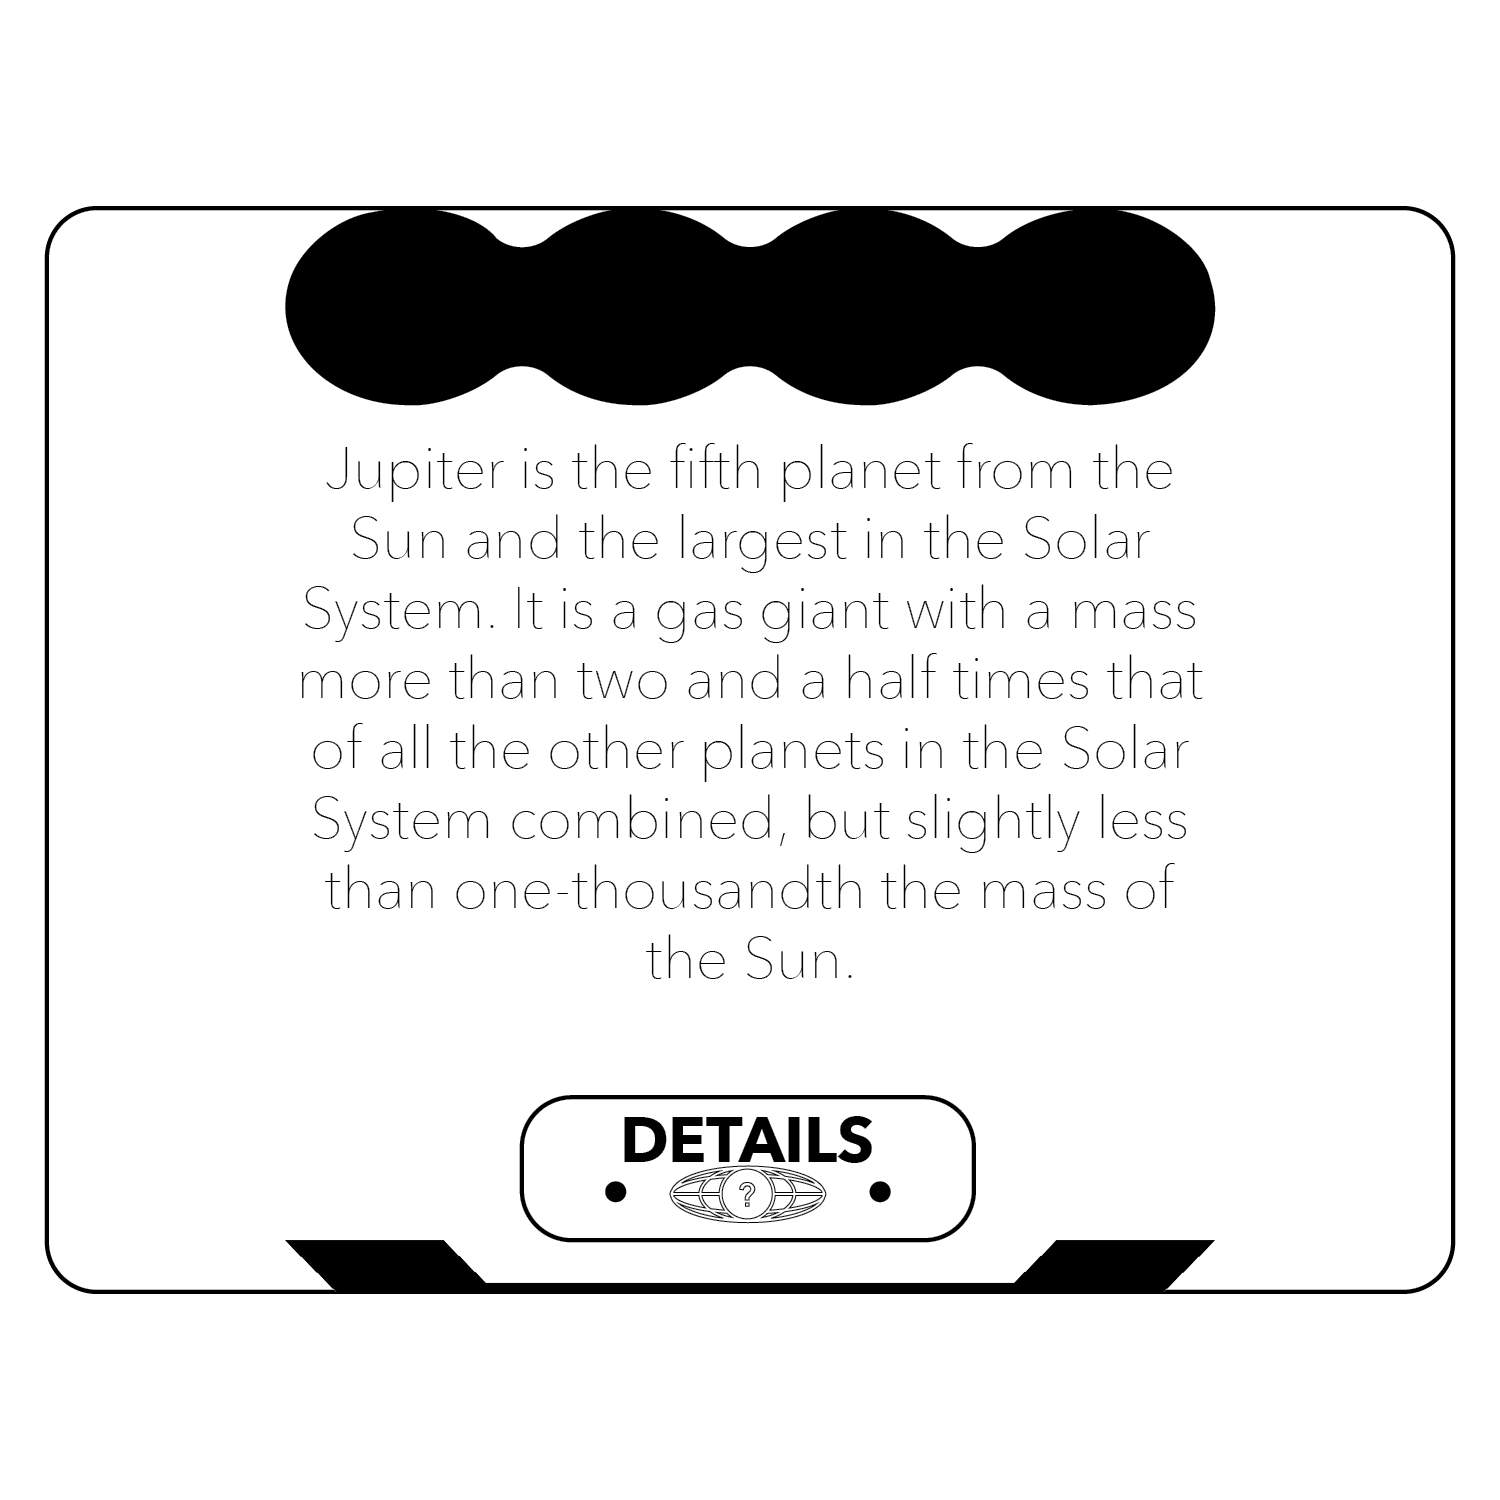 Jupiter is the fifth planet from the
Sun and the largest in the Solar
System. It is a gas giant with a mass
more than two and a half times that
of all the other planets in the Solar
System combined, but slightly less
than one-thousandth the mass of
the Sun.
DETAILS
?